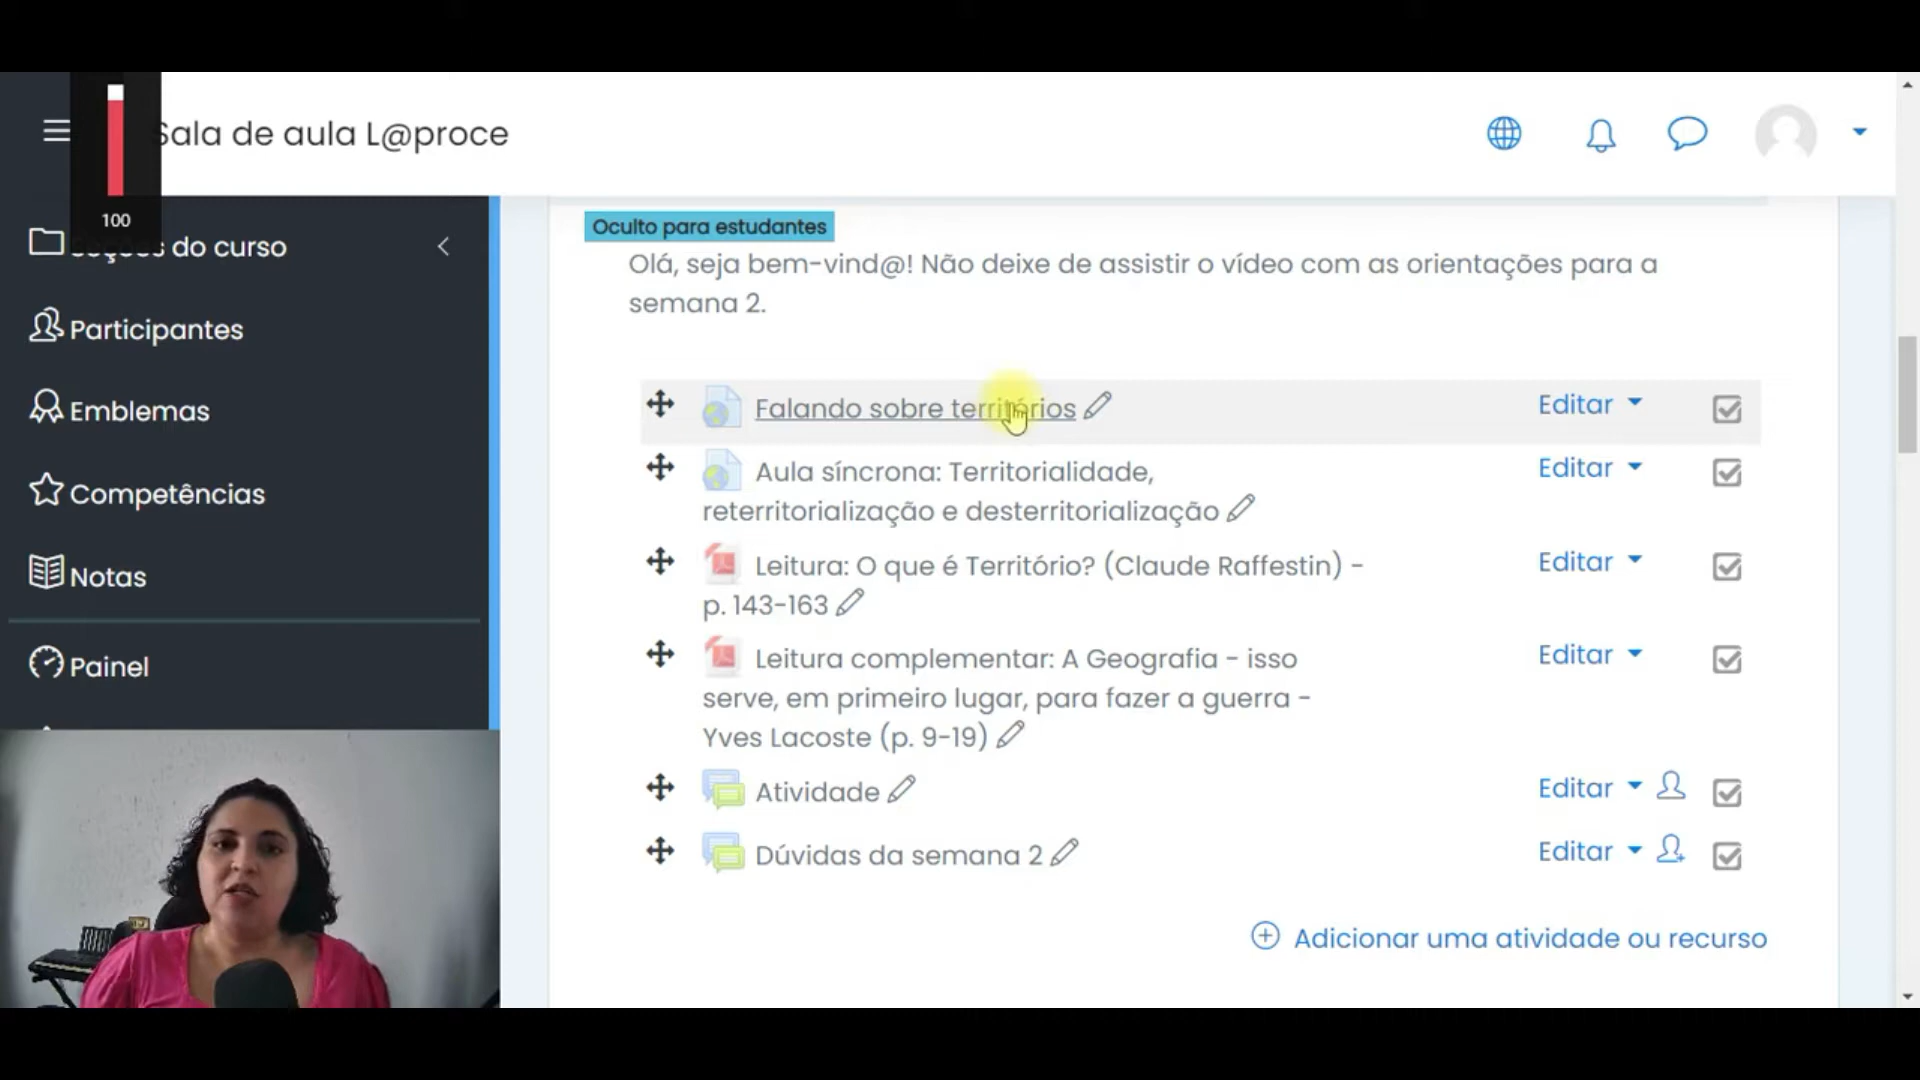 Sala de aula L@proce
100
Seções do curso
Participantes
Emblemas
Competências
Notas
Painel
Oculto para estudantes
Olá, seja bem-vind@! Não deixe de assistir o vídeo com as orientações para a
semana 2.
Falando sobre territórios
Editar
Aula síncrona: Territorialidade,
reterritorialização e desterritorialização
Editar
Leitura: O que é Território? (Claude Raffestin) -
p. 143-163
Editar
Leitura complementar: A Geografia - isso
serve, em primeiro lugar, para fazer a guerra -
Yves Lacoste (p. 9-19)
Editar
Atividade
Editar
Dúvidas da semana 2
Editar
Adicionar uma atividade ou recurso